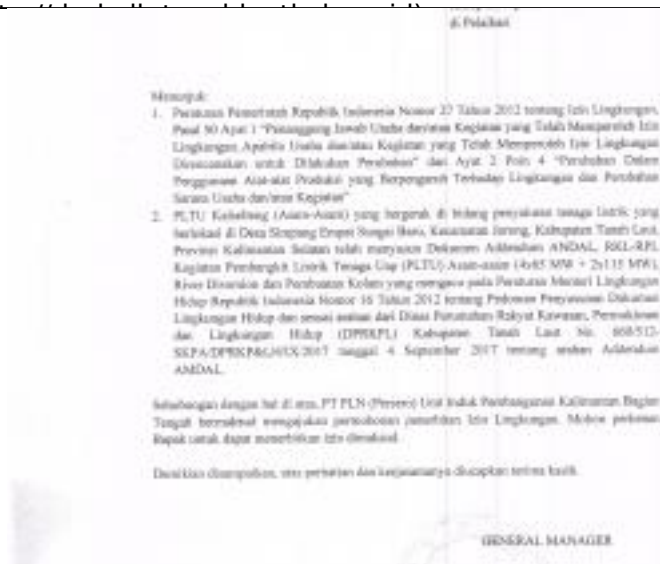 di Pelaihari
Menunjuk:
1. Peraturan Pemerintah Republik Indonesia Nomor 27 Tahun 2012 tentang Izin Lingkungan,
Pasal 50 Ayat 1 "Penanggung Jawab Usaha dan/atau Kegiatan yang Telah Memperoleh Izin
Lingkungan Apabila Usaha dan/atau Kegiatan yang Telah Memperoleh Izin Lingkungan
Direncanakan untuk Dilakukan Perubahan" dan Ayat 2 Poin 4 "Perubahan Dalam
Penggunaan Alat-alat Produksi yang Berpengaruh Terhadap Lingkungan dan Perubahan
Sarana Usaha dan/atau Kegiatan"
2. PLTU (Asam-Asam) yang bergerak di bidang penyaluran tenaga listrik yang
berlokasi di Desa Simpang Empat Sungai Baru, Kecamatan Jorong, Kabupaten Tanah Laut,
Provinsi Kalimantan Selatan telah menyusun Dokumen Addendum ANDAL, RKL-RPL
Kegiatan Pembangkit Listrik Tenaga Uap (PLTU) Asam-asam (4x65 MW + 2x115 MW),
River Diversion dan Pembuatan Kolam yang mengacu pada Peraturan Menteri Lingkungan
Hidup Republik Indonesia Nomor 16 Tahun 2012 tentang Pedoman Penyusunan Dokumen
Lingkungan Hidup dan sesuai arahan dari Dinas Perumahan Rakyat Kawasan, Permukiman
dan Lingkungan Hidup (DPRKPL) Kabupaten Tanah Laut No.
tanggal 4 September 2017 tentang arahan Addendum
AMDAL.
Sehubungan dengan hal di atas, PT PLN (Persero) Unit Induk Pembangunan Kalimantan Bagian
Tengah bermaksud mengajukan permohonan penerbitan Izin Lingkungan. Mohon perkenan
Bapak untuk dapat menerbitkan izin dimaksud.
Demikian disampaikan, atas perhatian dan kerjasamanya diucapkan terima kasih.
GENERAL MANAGER